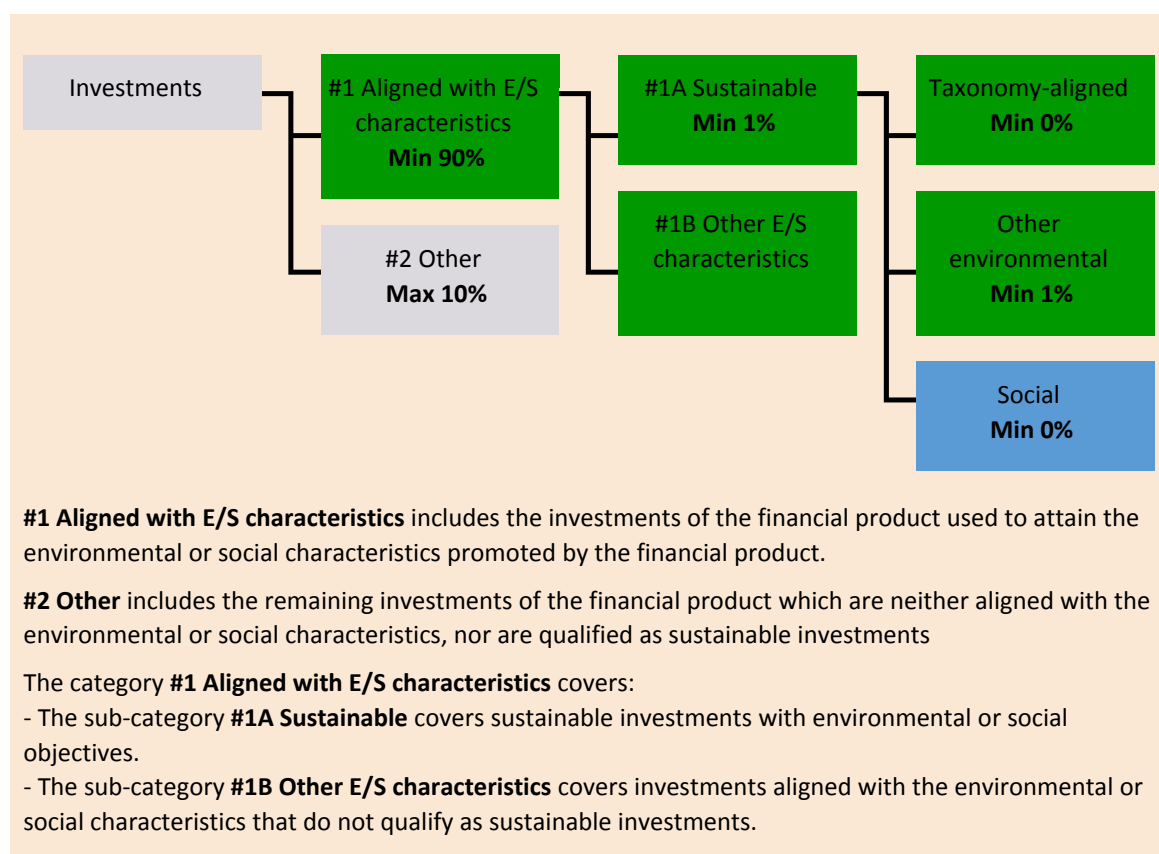 Investments
#1 Aligned with E/S
characteristics
Min 90%
#2 Other
Max 10%
#1A Sustainable
Min 1%
#1B Other E/S
characteristics
Taxonomy-aligned
Min 0%
Other
environmental
Min 1%
Social
Min 0%
#1 Aligned with E/S characteristics includes the investments of the financial product used to attain the
environmental or social characteristics promoted by the financial product.
#2 Other includes the remaining investments of the financial product which are neither aligned with the
environmental or social characteristics, nor are qualified as sustainable investments
The category #1 Aligned with E/S characteristics covers:
- The sub-category #1A Sustainable covers sustainable investments with environmental or social
objectives.
- The sub-category #1B Other E/S characteristics covers investments aligned with the environmental or
social characteristics that do not qualify as sustainable investments.